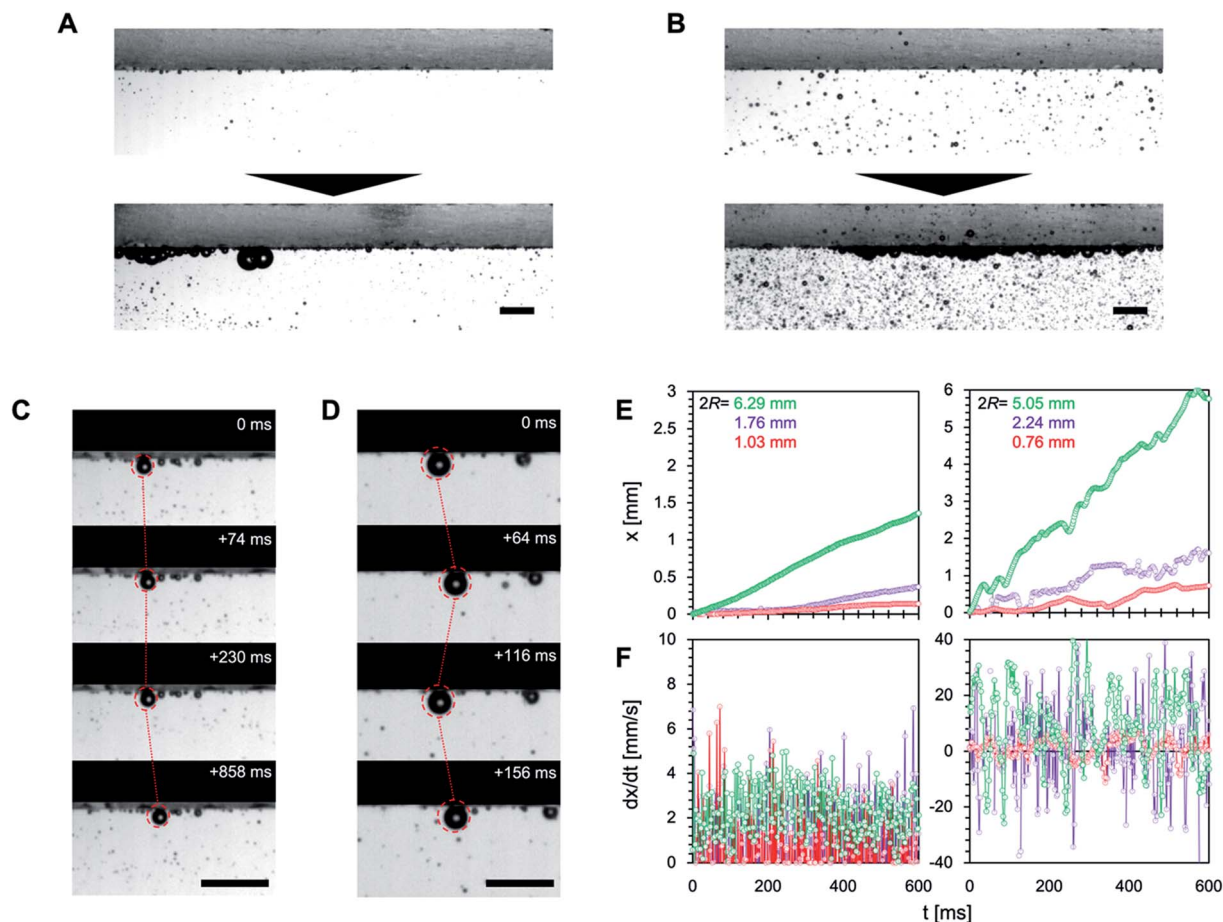 A
B
C
0 ms
+74 ms
+230 ms
+858 ms
D
0 ms
+64 ms
+116 ms
+156 ms
E
3
2.5
2
1.5
1
0.5
0
x [mm]
2R= 6.29 mm
1.76 mm
1.03 mm
6
5
4
3
2
1
0
2R= 5.05 mm
2.24 mm
0.76 mm
F
10
8
6
4
2
0
dx/dt [mm/s]
40
20
0
-20
-40
0 200 400 600
0 200 400 600
t [ms]